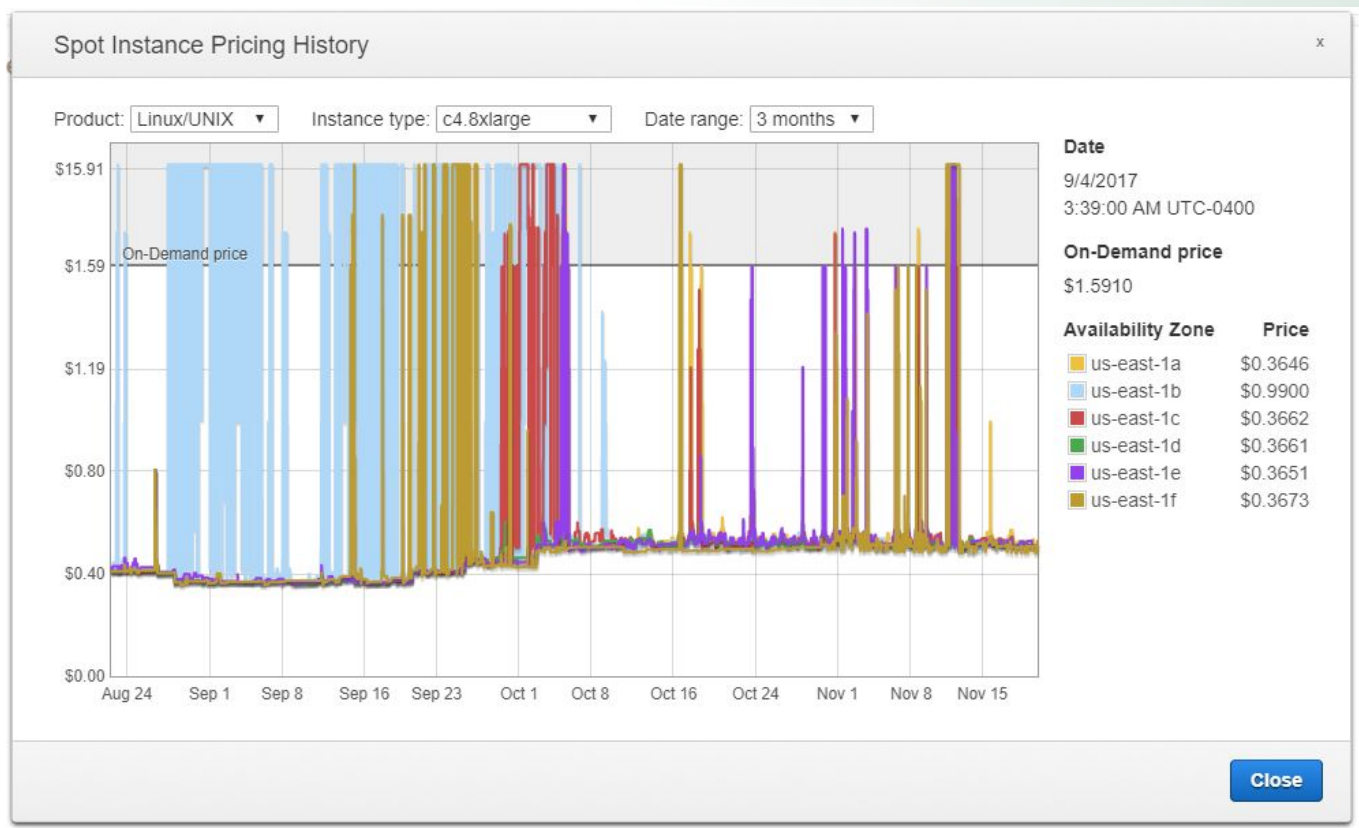 Spot Instance Pricing History
x
Product: Linux/UNIX ▼ Instance type: c4.8xlarge ▼ Date range: 3 months ▼
$15.91
On-Demand price
$1.59
$1.19
$0.80
$0.40
$0.00
Aug 24 Sep 1 Sep 8 Sep 16 Sep 23 Oct 1 Oct 8 Oct 16 Oct 24 Nov 1 Nov 8 Nov 15
Date
9/4/2017
3:39:00 AM UTC-0400
On-Demand price
$1.5910
Availability Zone Price
us-east-1a $0.3646
us-east-1b $0.9900
us-east-1c $0.3662
us-east-1d $0.3661
us-east-1e $0.3651
us-east-1f $0.3673
Close